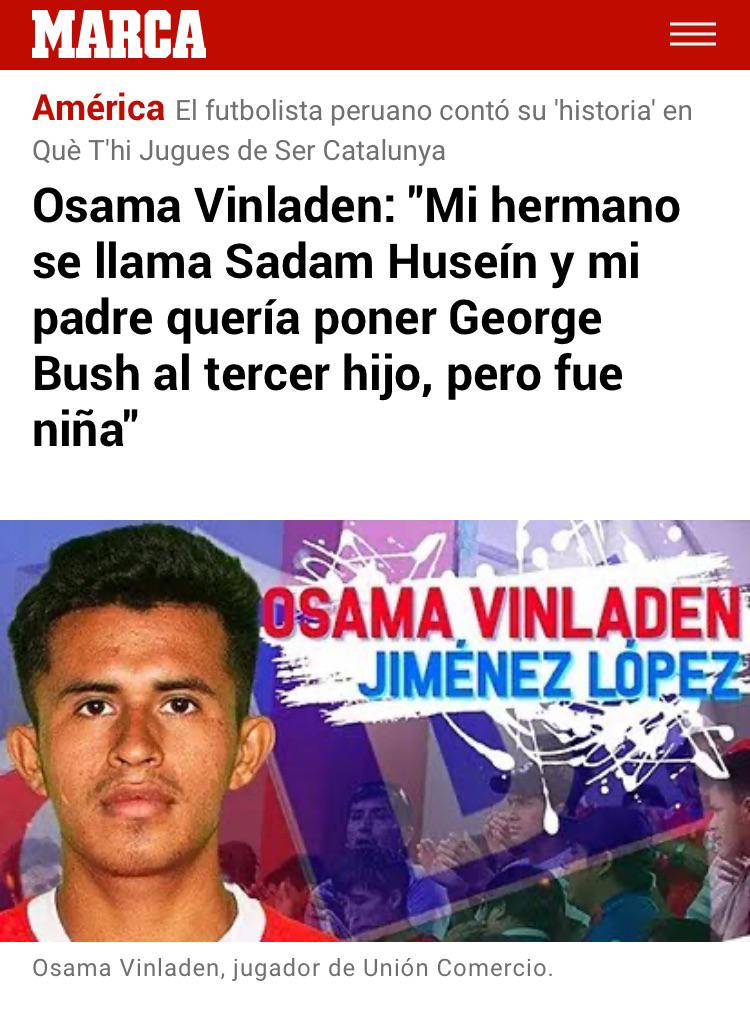 MARCA
América El futbolista peruano contó su 'historia' en
Què T'hi Jugues de Ser Catalunya
Osama Vinladen: "Mi hermano
se llama Sadam Huseín y mi
padre quería poner George
Bush al tercer hijo, pero fue
niña"
OSAMA VINLADEN
JIMÉNEZ LÓPEZ
Osama Vinladen, jugador de Unión Comercio.